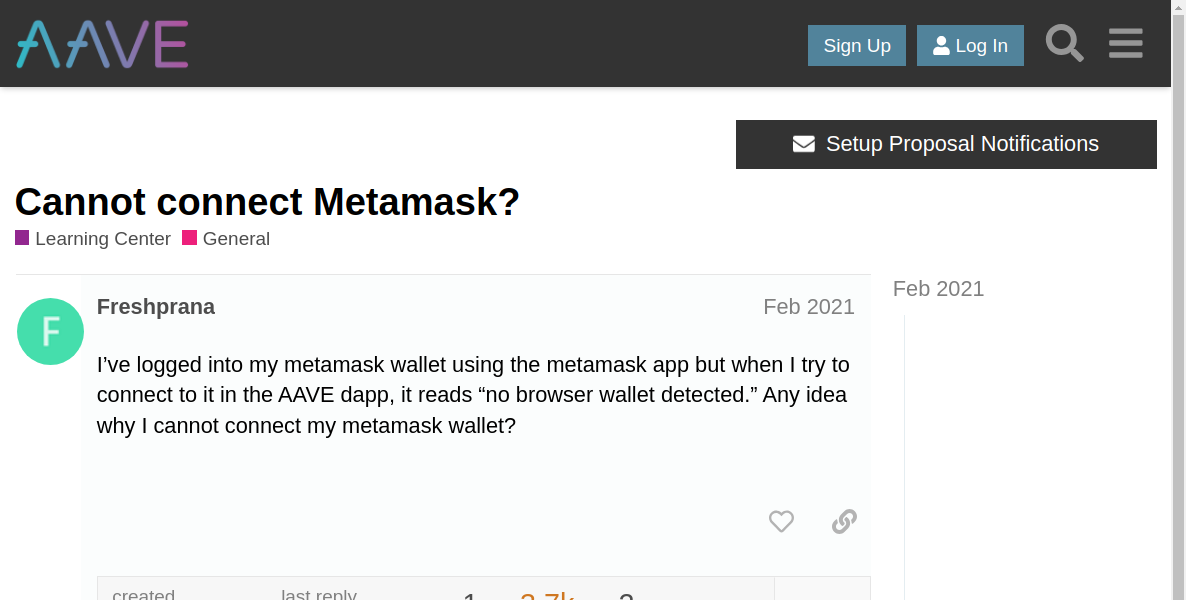 AAVE
Sign Up
Log In
Setup Proposal Notifications
Cannot connect Metamask?
Learning Center General
Feb 2021
F
Freshprana
Feb 2021
I’ve logged into my metamask wallet using the metamask app but when I try to
connect to it in the AAVE dapp, it reads “no browser wallet detected.” Any idea
why I cannot connect my metamask wallet?
created
last reply
1